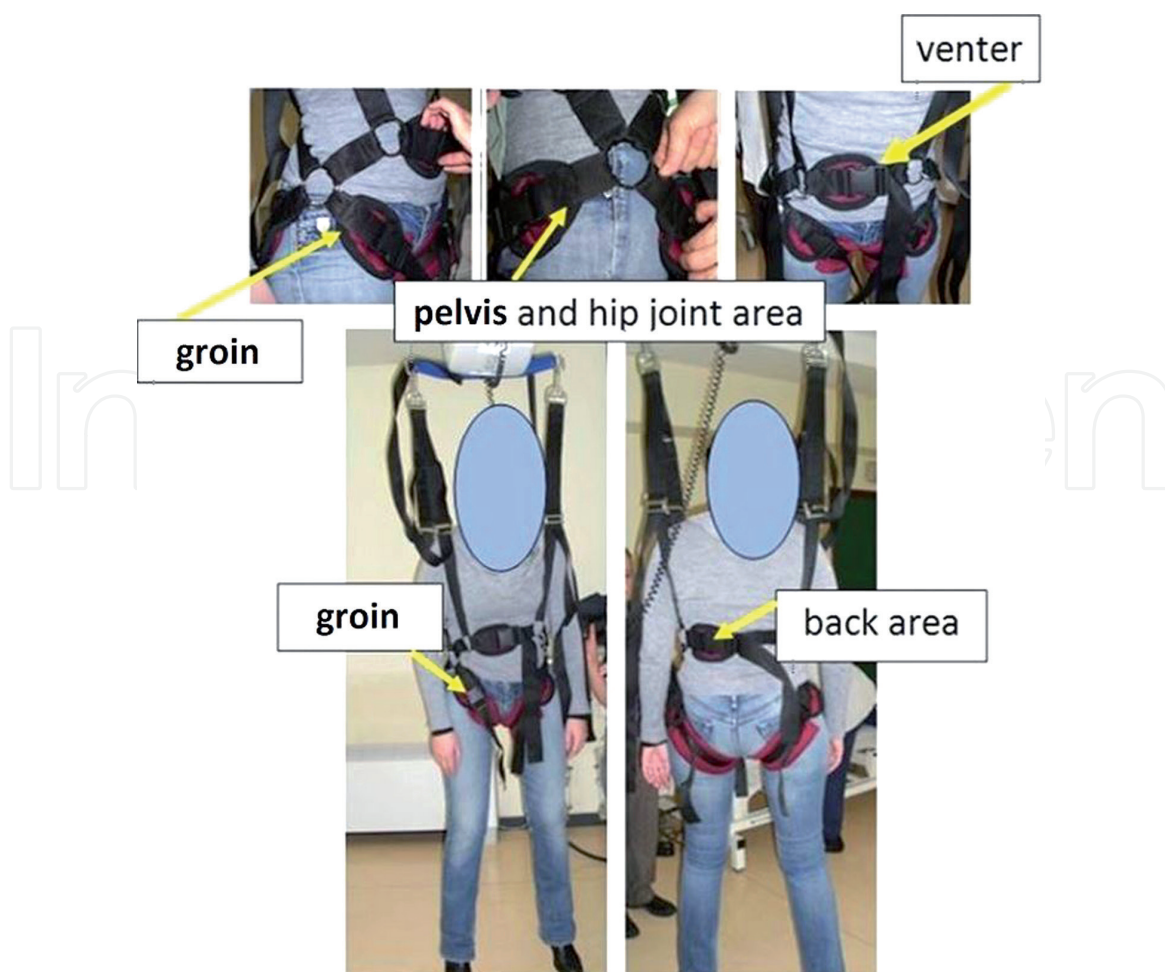 venter
pelvis and hip joint area
groin
groin
back area